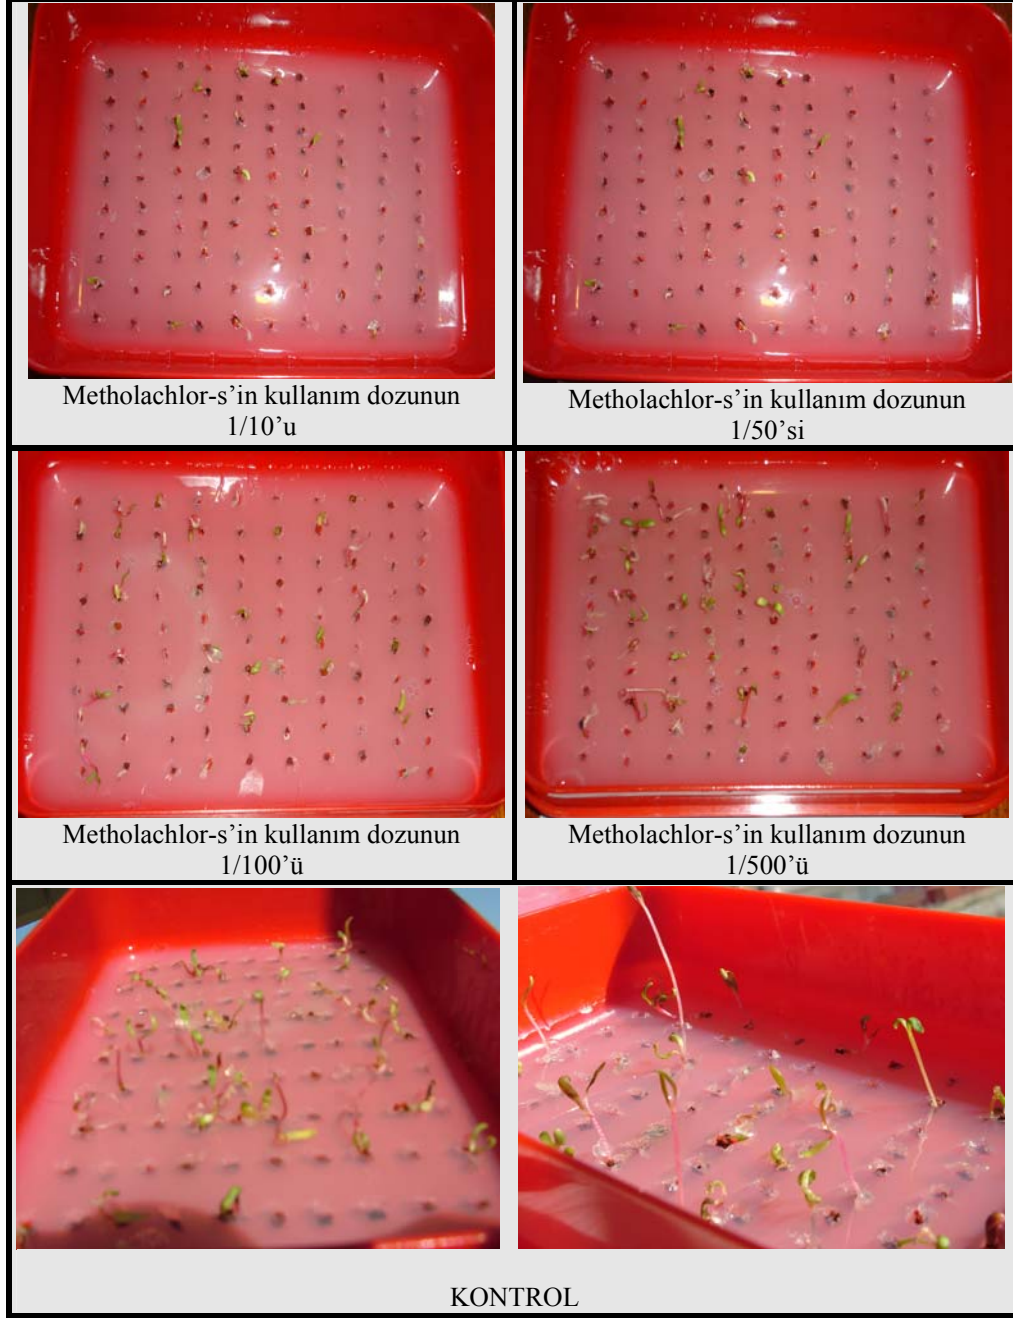 Metholachlor-s’in kullanım dozunun
1/10’u
Metholachlor-s’in kullanım dozunun
1/50’si
Metholachlor-s’in kullanım dozunun
1/100’ü
Metholachlor-s’in kullanım dozunun
1/500’ü
KONTROL